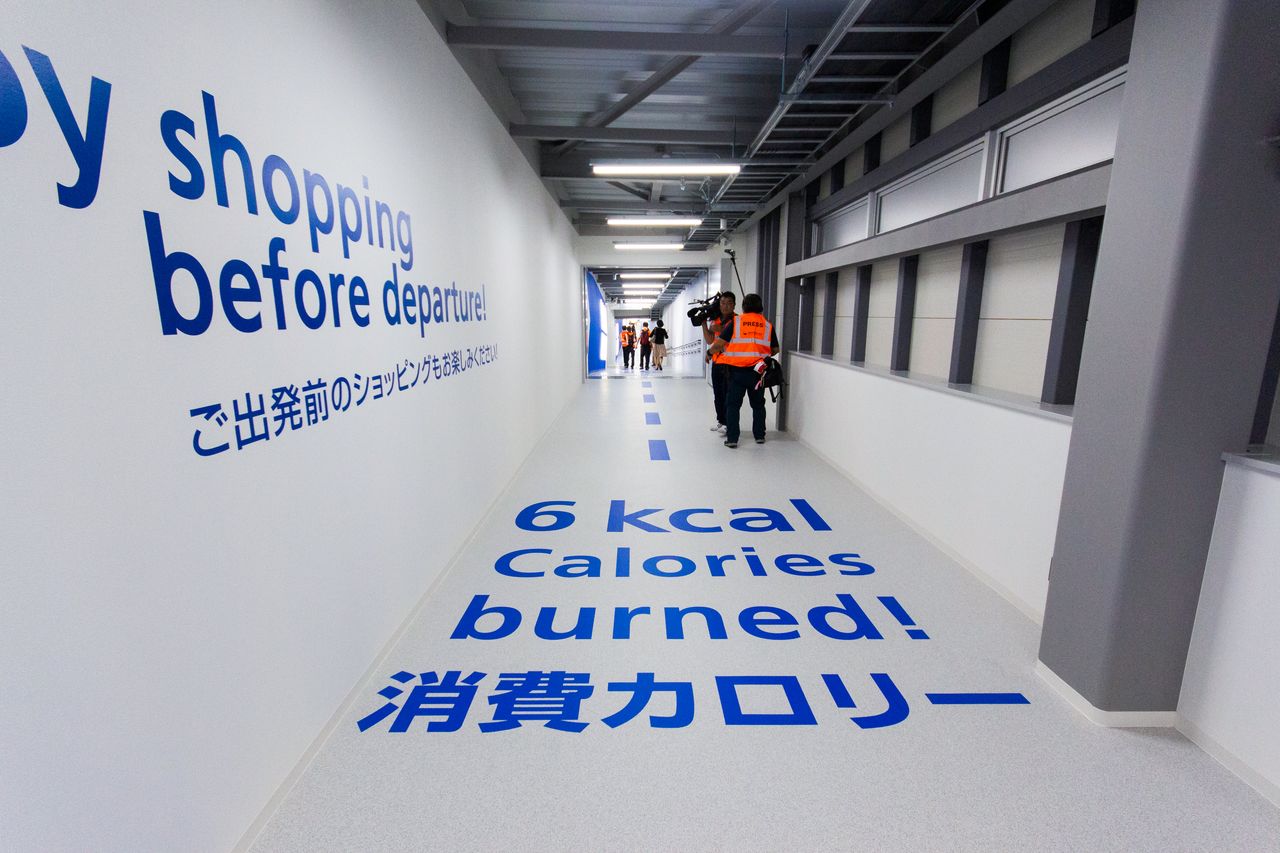 shopping
before departure!
ご出発前のショッピングもお楽しみください!
PRESS
6 kcal
Calories
burned!
消費カロリー